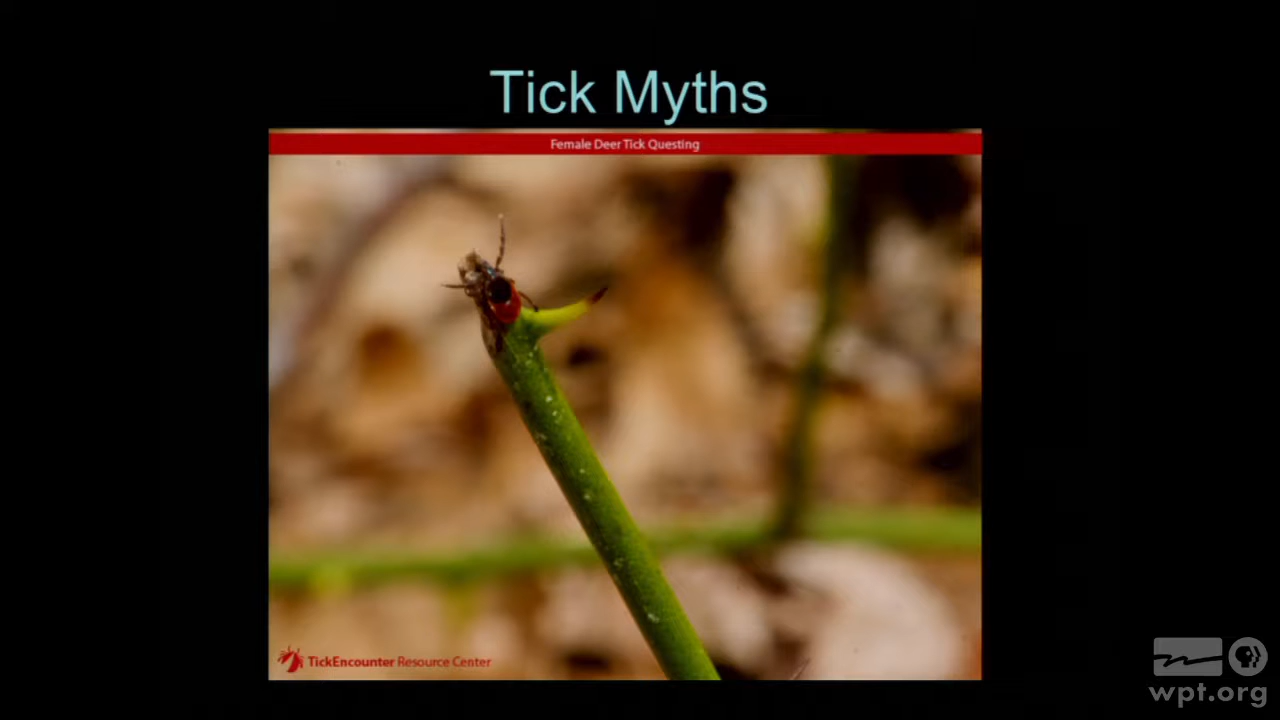 Tick Myths
Female Deer Tick Questing
TickEncounter Resource Center
wpt.org